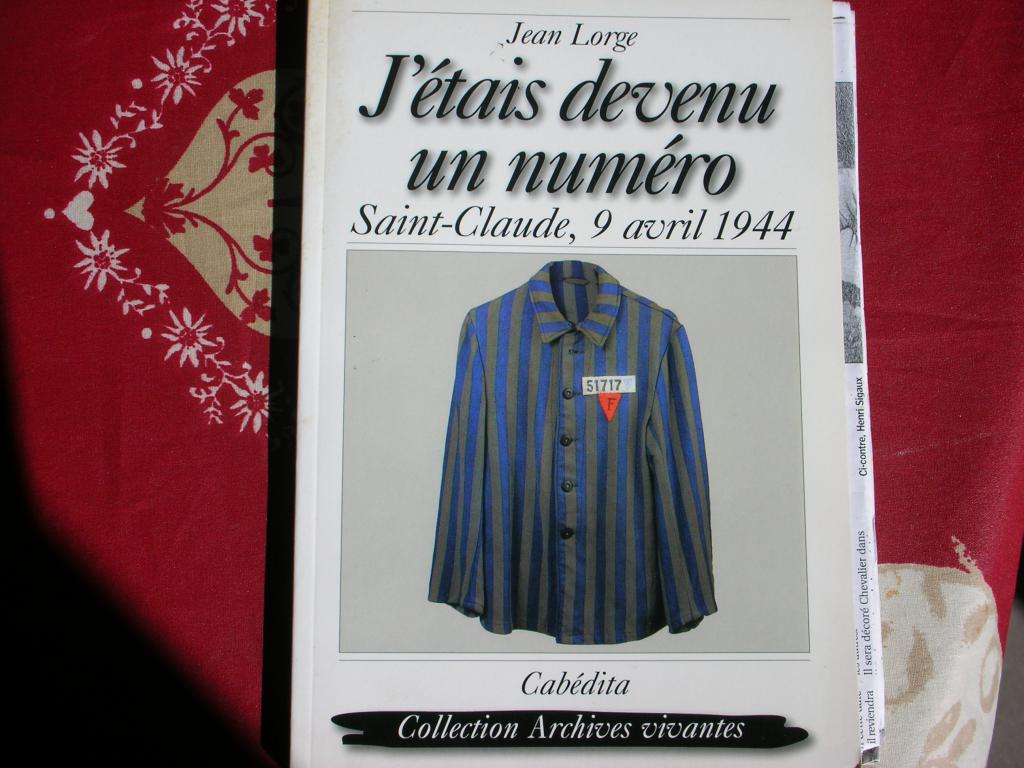 Jean Lorge
J'étais devenu
un numéro
Saint-Claude, 9 avril 1944
51717
F
Cabédita
Collection Archives vivantes
Ci-contre, Henri Sigaux
Il sera décoré Chevalier dans
il reviendra